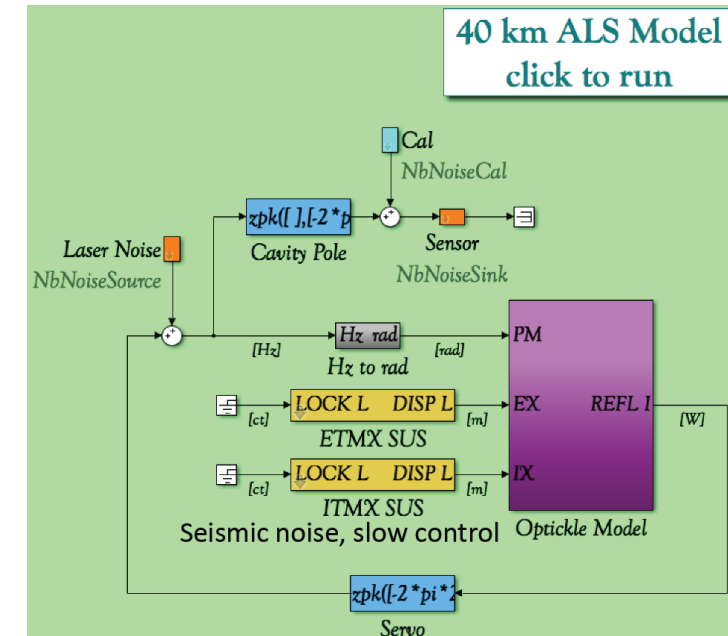 40 km ALS Model
click to run
Cal
NbNoiseCal
zpk([ ],[-2*p
Cavity Pole
Sensor
NbNoiseSink
Laser Noise
NbNoiseSource
[Hz]
Hz rad
Hz to rad
[rad]
PM
[ct]
LOCK L DISP L
[m]
EX
REFL I
[W]
ETMX SUS
[ct]
LOCK L DISP L
[m]
IX
ITMX SUS
Optickle Model
Seismic noise, slow control
zpk([-2*pi*2
Servo